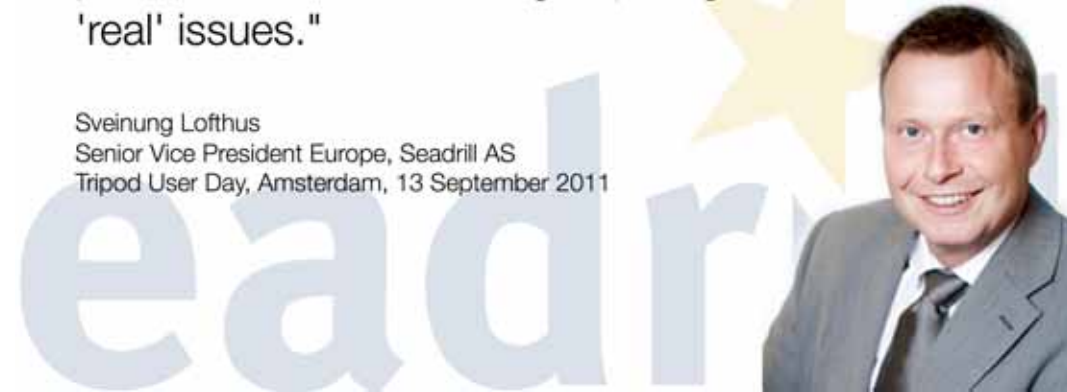 'real' issues."
Sveinung Lofthus
Senior Vice President Europe, Seadrill AS
Tripod User Day, Amsterdam, 13 September 2011
eadr